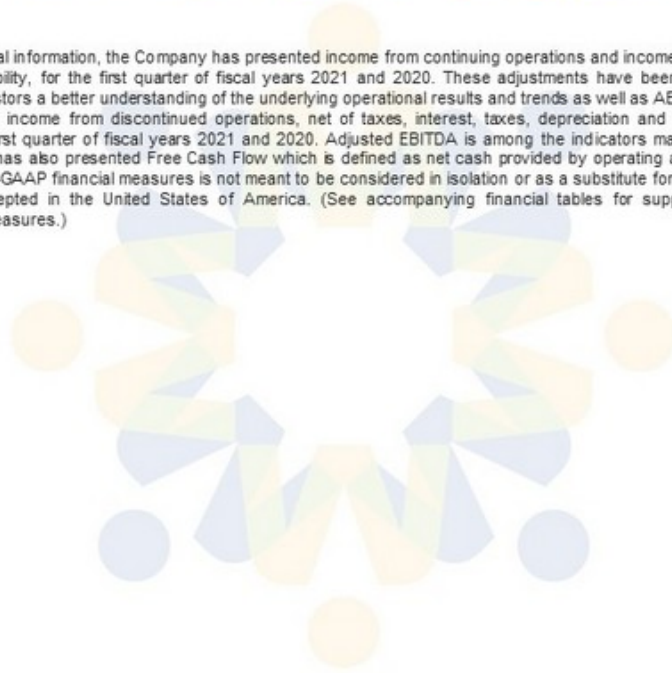 al information, the Company has presented income from continuing operations and income
bility, for the first quarter of fiscal years 2021 and 2020. These adjustments have been
stors a better understanding of the underlying operational results and trends as well as AB
income from discontinued operations, net of taxes, interest, taxes, depreciation and
rst quarter of fiscal years 2021 and 2020. Adjusted EBITDA is among the indicators ma
has also presented Free Cash Flow which is defined as net cash provided by operating a
GAAP financial measures is not meant to be considered in isolation or as a substitute for
epted in the United States of America. (See accompanying financial tables for supp
easures.)